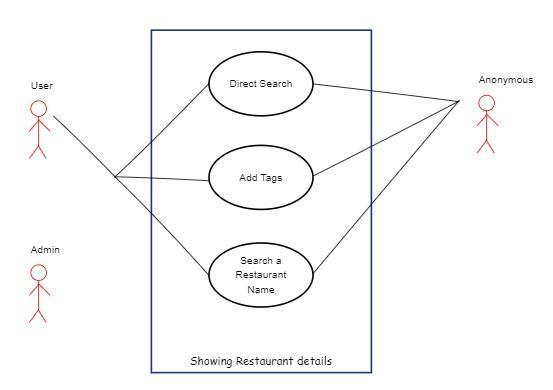 User
Anonymous
Direct Search
Add Tags
Admin
Search a
Restaurant
Name
Showing Restaurant details